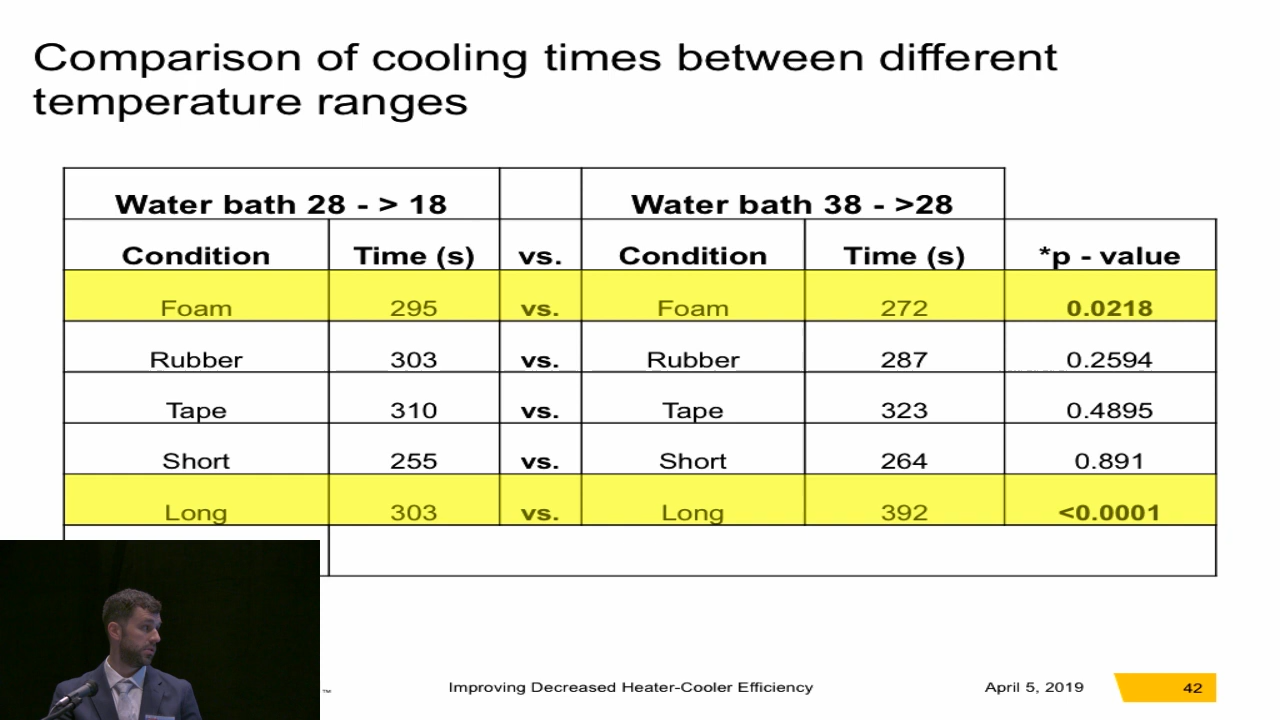 Comparison of cooling times between different
temperature ranges
Water bath 28 - > 18 Water bath 38 - >28
Condition Time (s) vs. Condition Time (s) *p - value
Foam 295 vs. Foam 272 0.0218
Rubber 303 vs. Rubber 287 0.2594
Tape 310 vs. Tape 323 0.4895
Short 255 vs. Short 264 0.891
Long 303 vs. Long 392 <0.0001
™ Improving Decreased Heater-Cooler Efficiency April 5, 2019 42